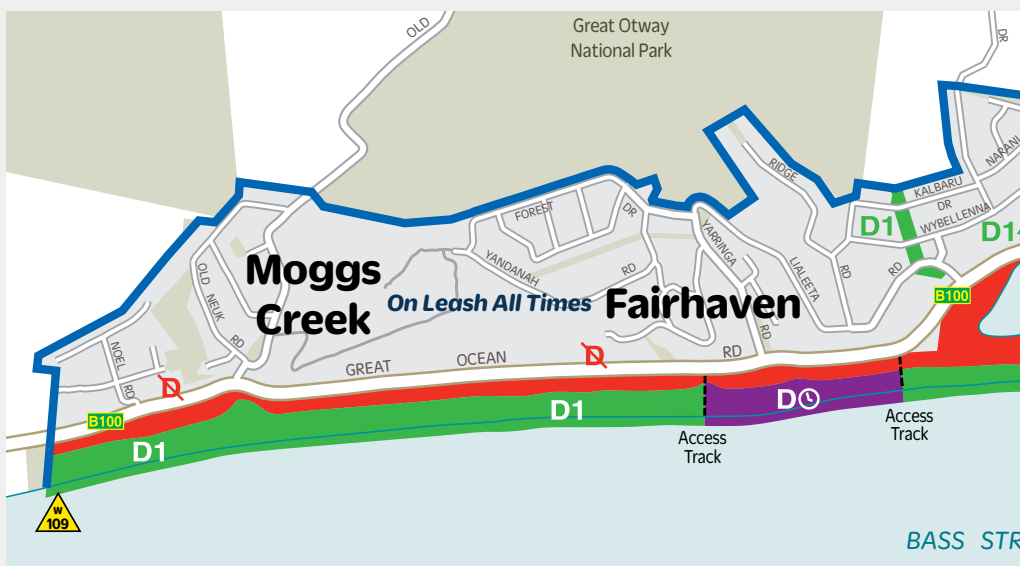 OLD
Great Otway
National Park
DR
RIDGE
KALBARU
DR
WYBELLENNA
D1
FOREST
DR
YARRINGA
RD
YANDANAH
RD
LIALEETA
RD
RD
OLD NEUK
RD
Moggs
Creek
On Leash All Times
Fairhaven
B100
NOEL
RD
D
D
GREAT OCEAN RD
B100
D1
D1
D
Access
Track
Access
Track
W
109
BASS